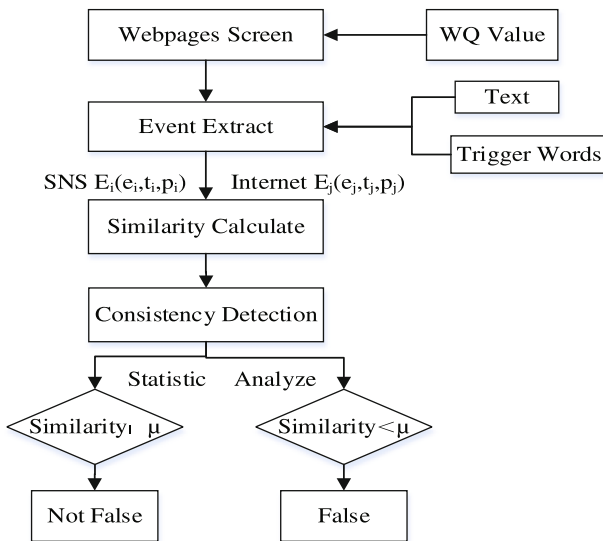 Webpages Screen
WQ Value
Event Extract
Text
Trigger Words
SNS Eᵢ(eᵢ,tᵢ,pᵢ)
Internet Eⱼ(eⱼ,tⱼ,pⱼ)
Similarity Calculate
Consistency Detection
Statistic
Analyze
Similarity μ
Similarity<μ
Not False
False